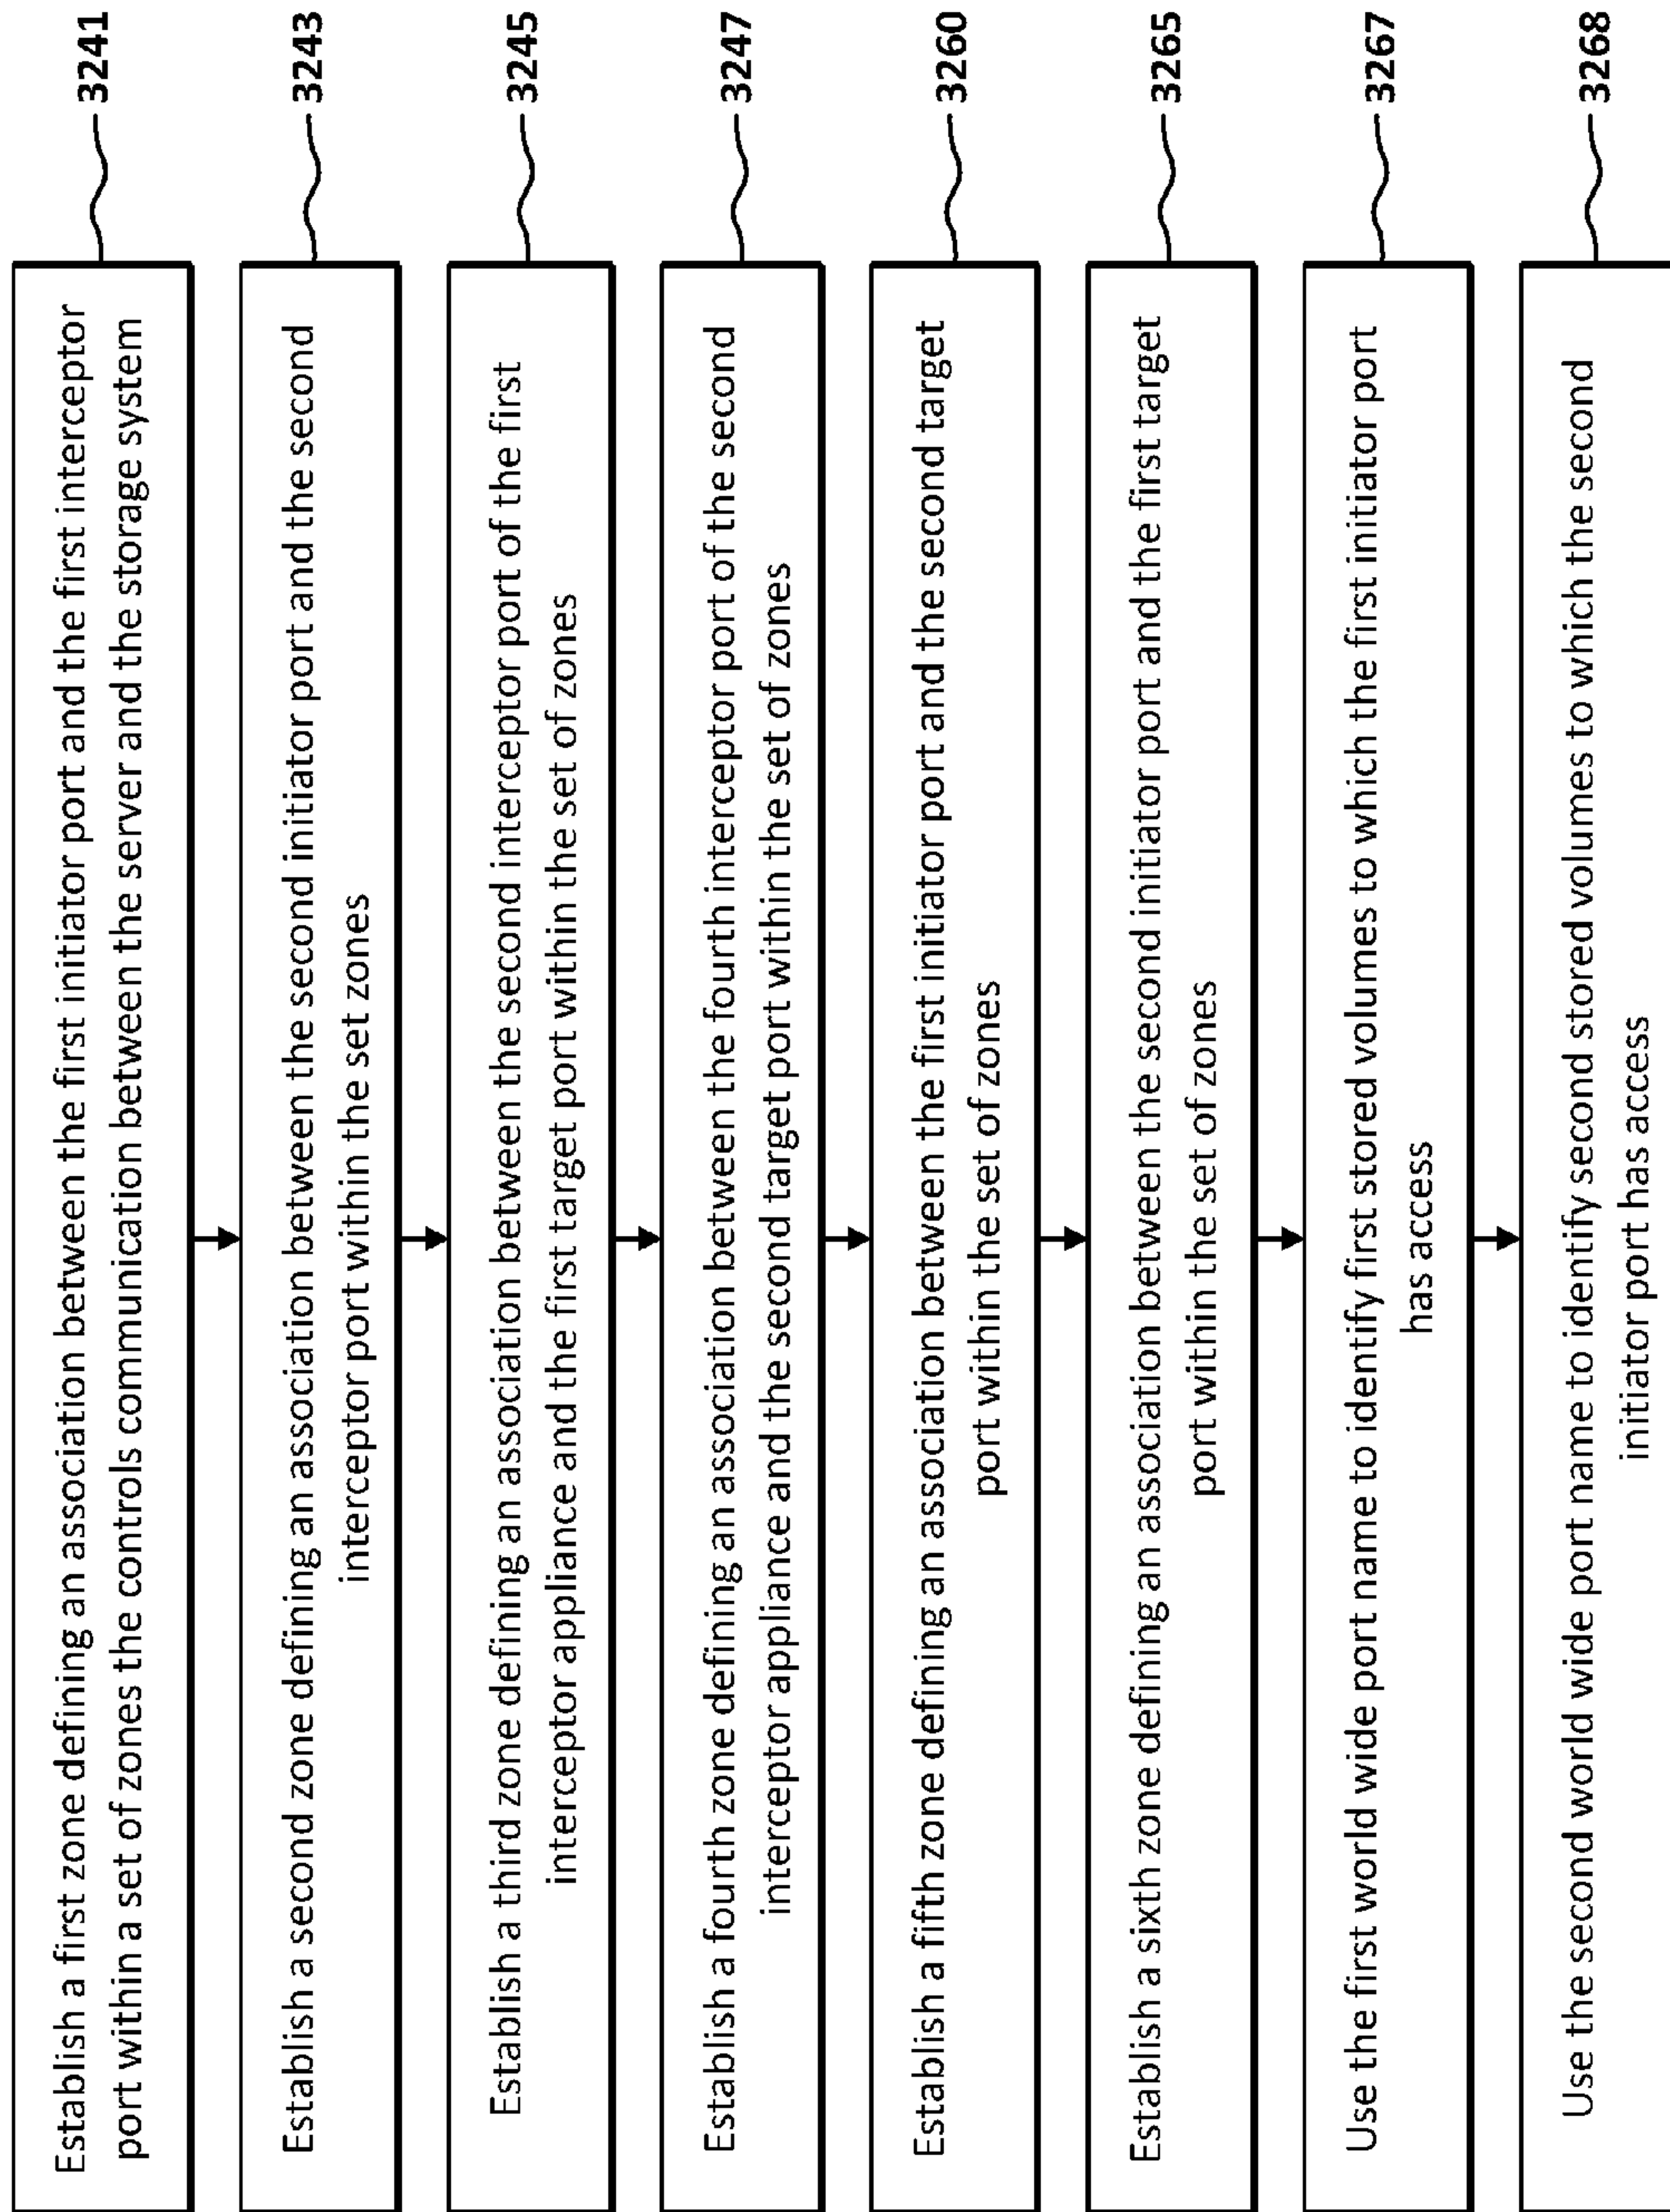 Establish a first zone defining an association between the first initiator port and the first interceptor
port within a set of zones the controls communication between the server and the storage system
3241
Establish a second zone defining an association between the second initiator port and the second
interceptor port within the set zones
3243
Establish a third zone defining an association between the second interceptor port of the first
interceptor appliance and the first target port within the set of zones
3245
Establish a fourth zone defining an association between the fourth interceptor port of the second
interceptor appliance and the second target port within the set of zones
3247
Establish a fifth zone defining an association between the first initiator port and the second target
port within the set of zones
3260
Establish a sixth zone defining an association between the second initiator port and the first target
port within the set of zones
3265
Use the first world wide port name to identify first stored volumes to which the first initiator port
has access
3267
Use the second world wide port name to identify second stored volumes to which the second
initiator port has access
3268